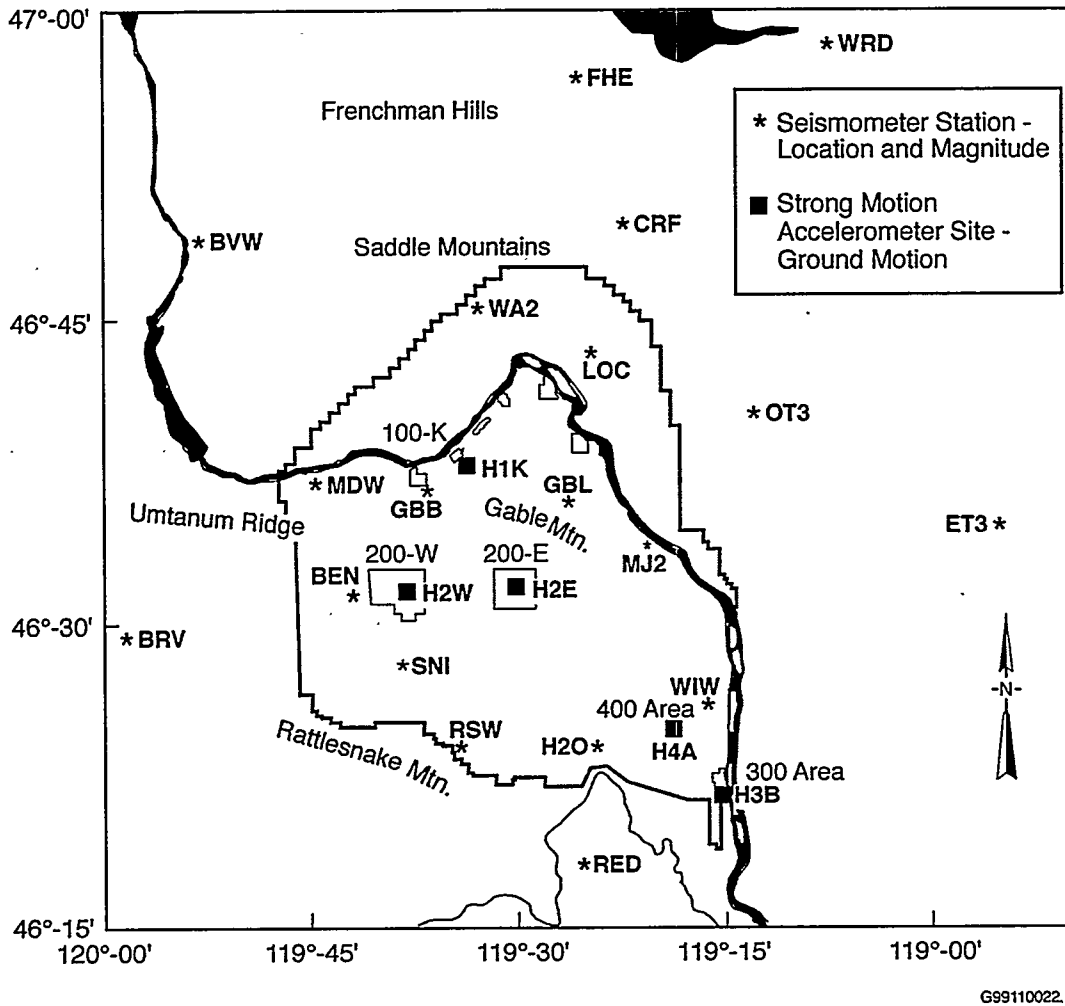 47°-00'
*WRD
*FHE
Frenchman Hills
* Seismometer Station -
Location and Magnitude
■ Strong Motion
Accelerometer Site -
Ground Motion
*CRF
*BVW
Saddle Mountains
*WA2
46°-45'
*
LOC
*OT3
100-K
H1K
*MDW
GBL
*
GBB
*
Gable Mtn.
Umtanum Ridge
ET3*
MJ2
200-W
200-E
BEN
*
H2W
H2E
46°-30'
*BRV
*SNI
WIW
*
400 Area
RSW
*
H2O*
H4A
Rattlesnake Mtn.
300 Area
H3B
-N-
*RED
46°-15'
120°-00'
119°-45'
119°-30'
119°-15'
119°-00'
G99110022.